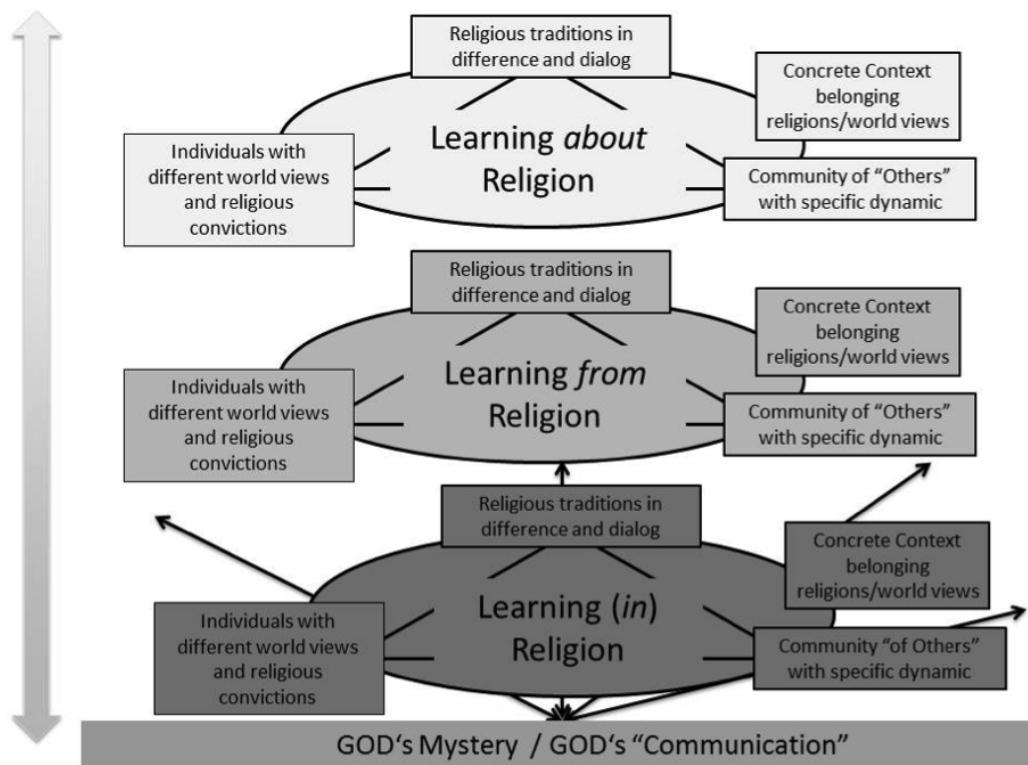 Religious traditions in
difference and dialog
Concrete Context
belonging
religions/world views
Learning about
Religion
Individuals with
different world views
and religious
convictions
Community of “Others”
with specific dynamic
Religious traditions in
difference and dialog
Concrete Context
belonging
religions/world views
Learning from
Religion
Individuals with
different world views
and religious
convictions
Community of “Others”
with specific dynamic
Religious traditions in
difference and dialog
Concrete Context
belonging
religions/world views
Learning (in)
Religion
Individuals with
different world views
and religious
convictions
Community “of Others”
with specific dynamic
GOD‘s Mystery / GOD‘s “Communication”